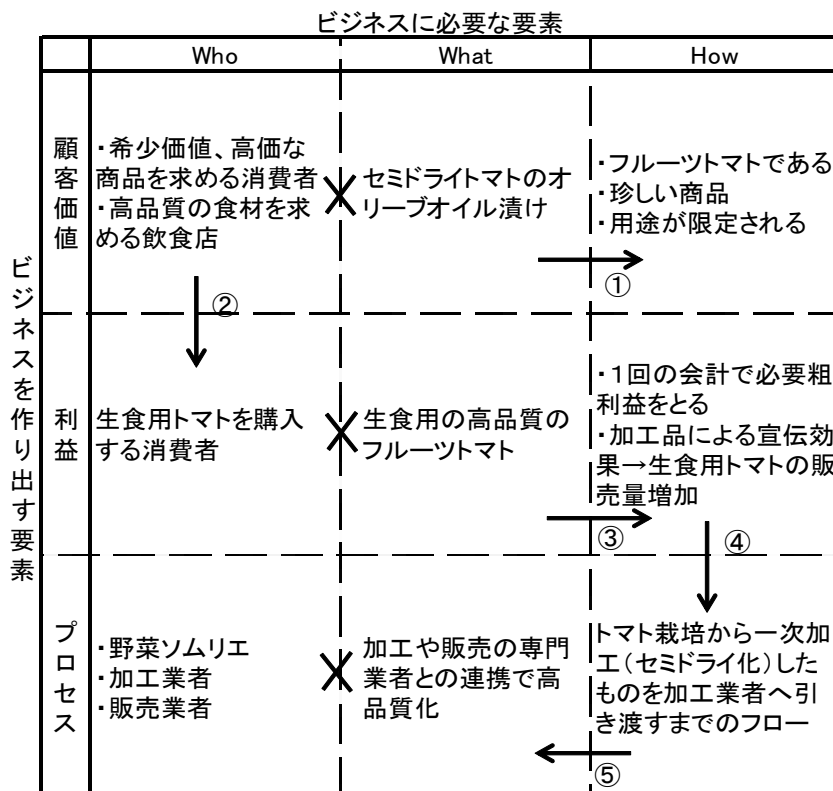 ビジネスに必要な要素
Who
What
How
ビジネスを作り出す要素
顧客価値
・希少価値、高価な
商品を求める消費者
・高品質の食材を求
める飲食店
セミドライトマトのオ
リーブオイル漬け
・フルーツトマトである
・珍しい商品
・用途が限定される
①
②
利益
生食用トマトを購入
する消費者
生食用の高品質の
フルーツトマト
・1回の会計で必要粗
利益をとる
・加工品による宣伝効
果→生食用トマトの販
売量増加
③
④
プロセス
・野菜ソムリエ
・加工業者
・販売業者
加工や販売の専門
業者との連携で高
品質化
トマト栽培から一次加
工(セミドライ化)した
ものを加工業者へ引
き渡すまでのフロー
⑤